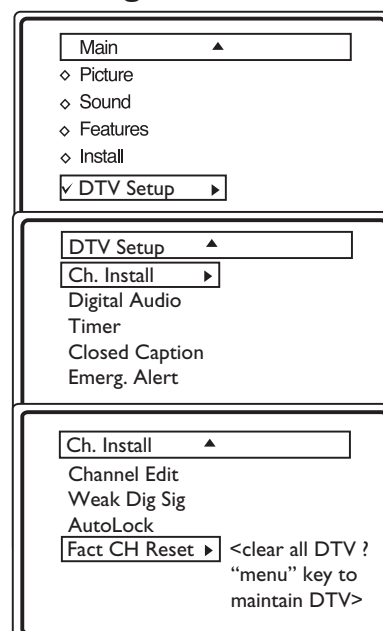 Main ▲
◇ Picture
◇ Sound
◇ Features
◇ Install
✓ DTV Setup ▶
DTV Setup ▲
Ch. Install ▶
Digital Audio
Timer
Closed Caption
Emerg. Alert
Ch. Install ▲
Channel Edit
Weak Dig Sig
AutoLock
Fact CH Reset ▶ <clear all DTV ?
“menu” key to
maintain DTV>